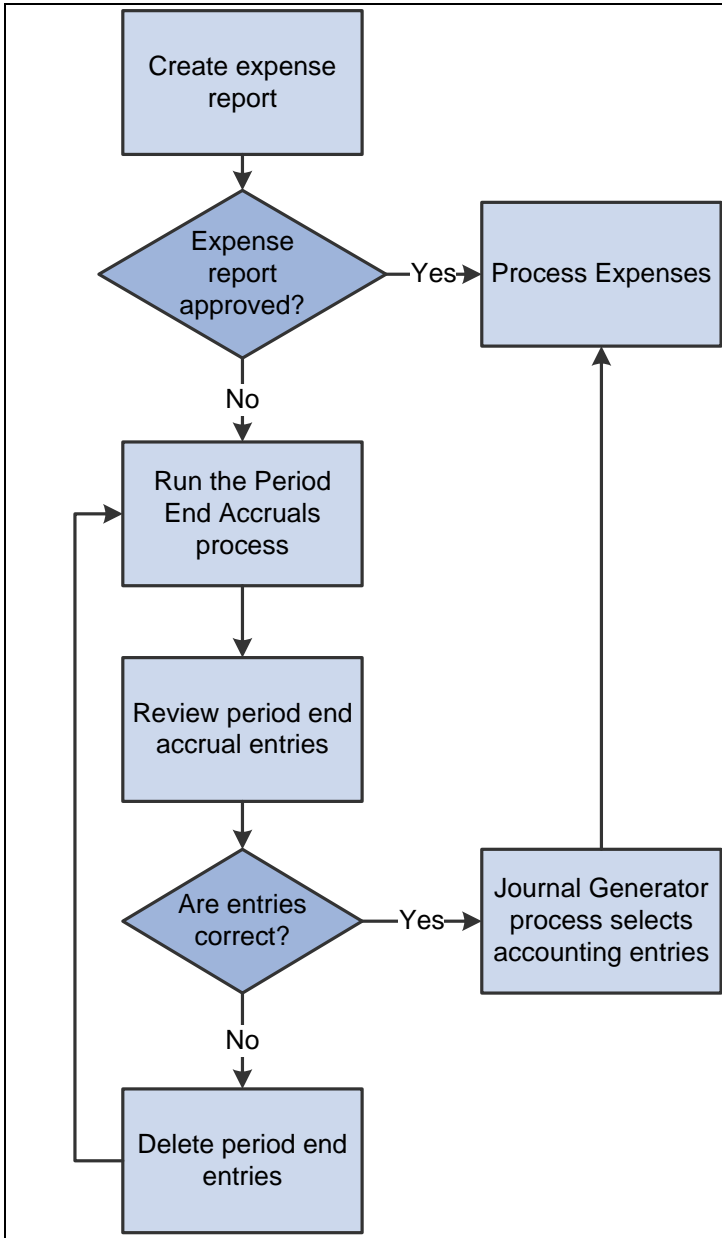 Create expense
report
Expense
report
approved?
Yes
Process Expenses
No
Run the Period
End Accruals
process
Review period end
accrual entries
Are entries
correct?
Yes
Journal Generator
process selects
accounting entries
No
Delete period end
entries